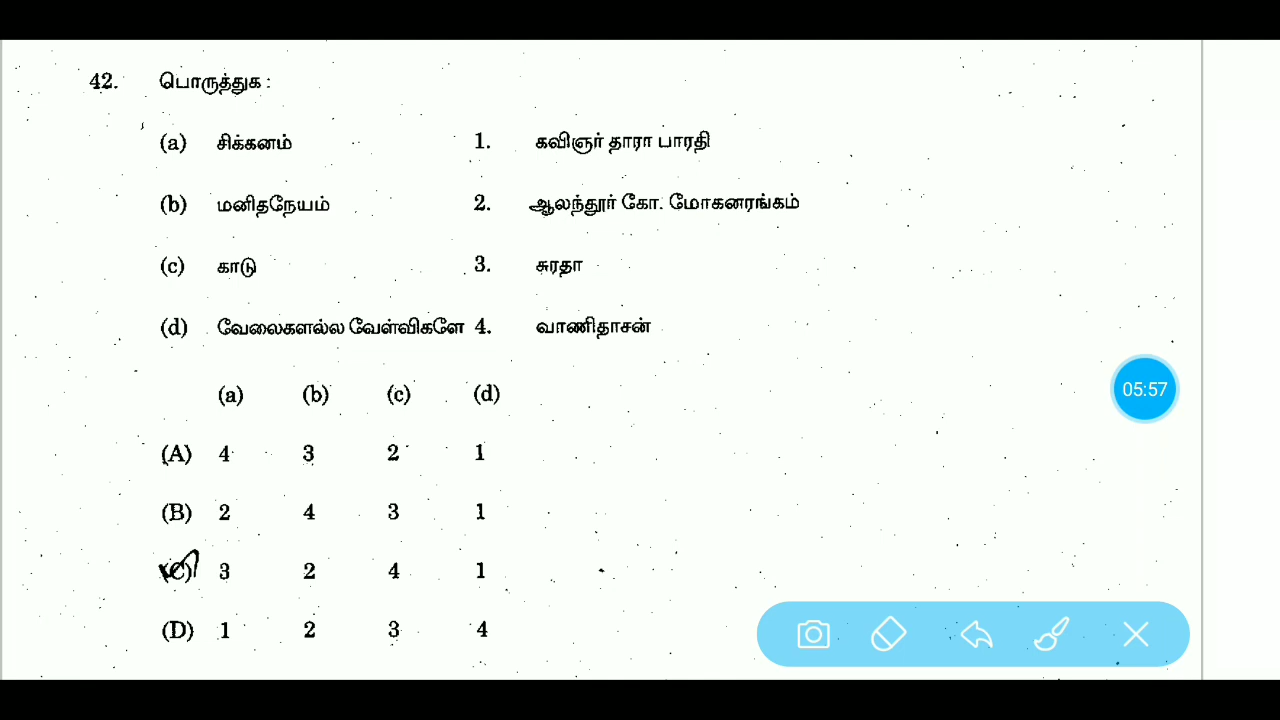 42. பொருத்துக :
(a) சிக்கனம் 1. கவிஞர் தாரா பாரதி
(b) மனிதநேயம் 2. ஆலந்தூர் கோ. மோகனரங்கம்
(c) காடு 3. சுரதா
(d) வேலைகளல்ல வேள்விகளே 4. வாணிதாசன்
(a) (b) (c) (d)
(A) 4 3 2 1
05:57
(B) 2 4 3 1
(C) 3 2 4 1
(D) 1 2 3 4